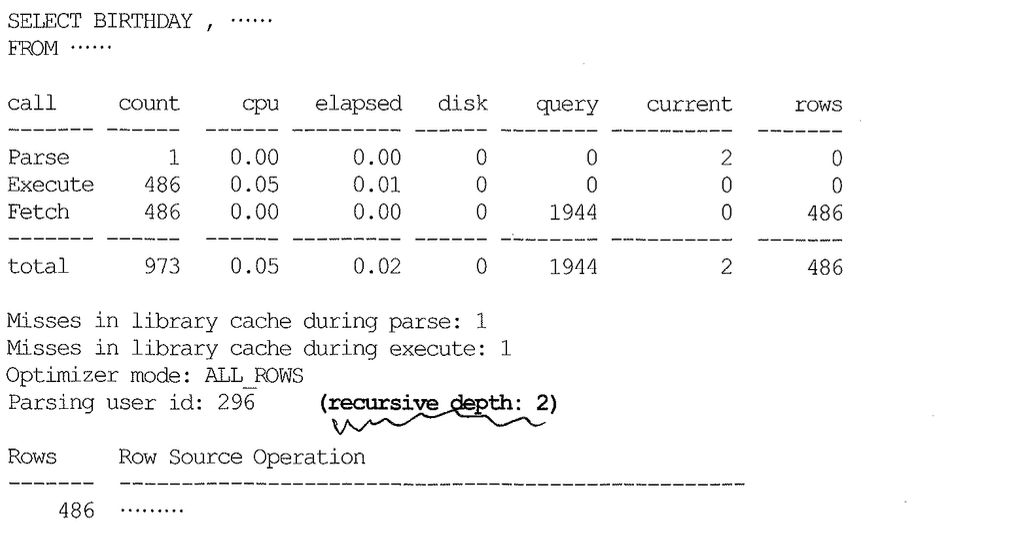 SELECT BIRTHDAY , ······
FROM ······
call count cpu elapsed disk query current rows
------- ------ ------ --------- ------ -------- ---------- -------
Parse 1 0.00 0.00 0 0 2 0
Execute 486 0.05 0.01 0 0 0 0
Fetch 486 0.00 0.00 0 1944 0 486
------- ------ ------ --------- ------ -------- ---------- -------
total 973 0.05 0.02 0 1944 2 486
Misses in library cache during parse: 1
Misses in library cache during execute: 1
Optimizer mode: ALL_ROWS
Parsing user id: 296 (recursive depth: 2)
Rows Row Source Operation
------- ---------------------------------------------------
486 ·········